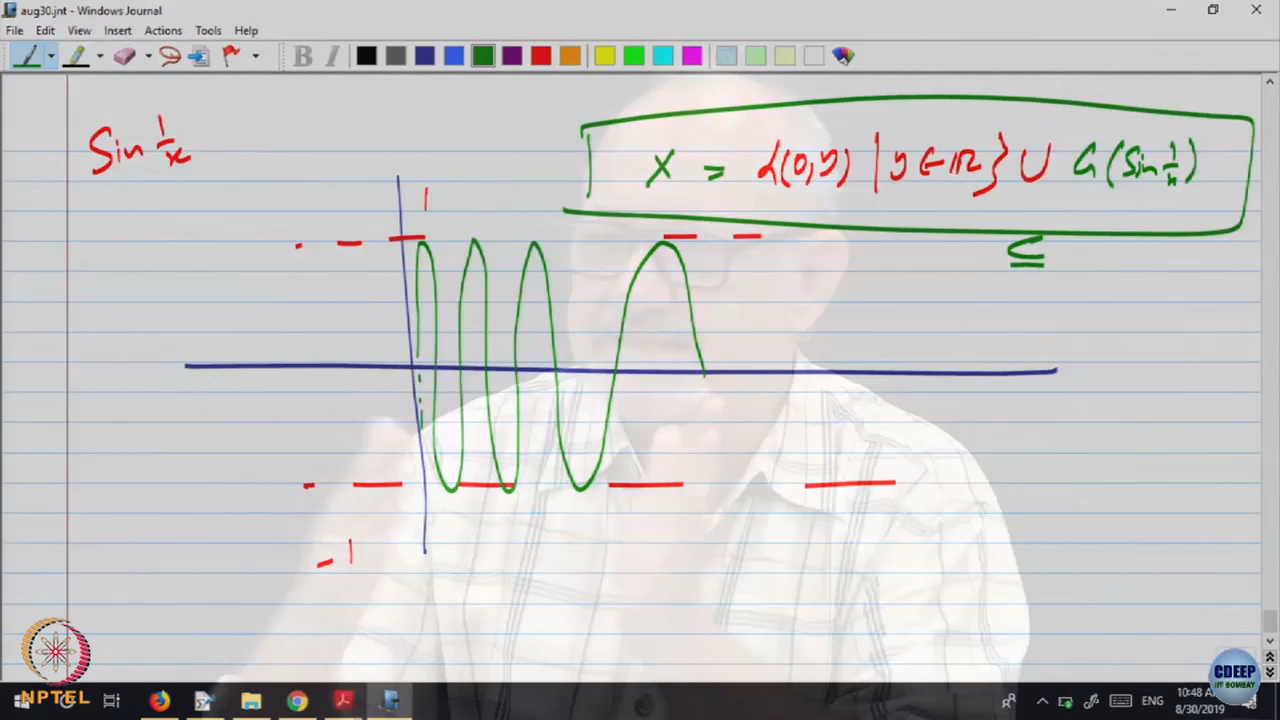 aug30.jnt - Windows Journal
File Edit View Insert Actions Tools Help
B I
Sin 1/x
X = {(0,y) | y ∈ ℝ} ∪ G(Sin 1/x)
⊆
1
-1
NPTEL
CDEEP
IIT BOMBAY
ENG
10:48 A
8/30/2019